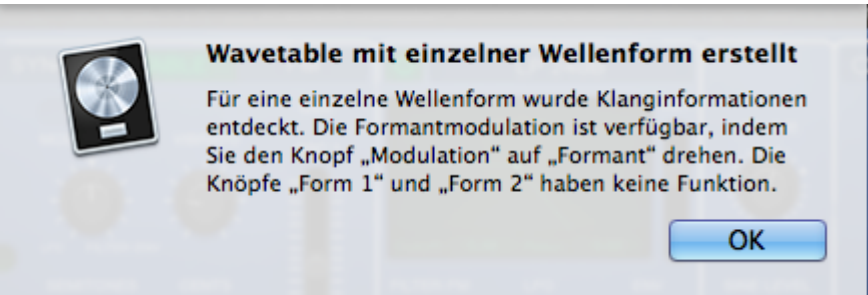 Wavetable mit einzelner Wellenform erstellt
Für eine einzelne Wellenform wurde Klanginformationen
entdeckt. Die Formantmodulation ist verfügbar, indem
Sie den Knopf „Modulation“ auf „Formant“ drehen. Die
Knöpfe „Form 1“ und „Form 2“ haben keine Funktion.
OK